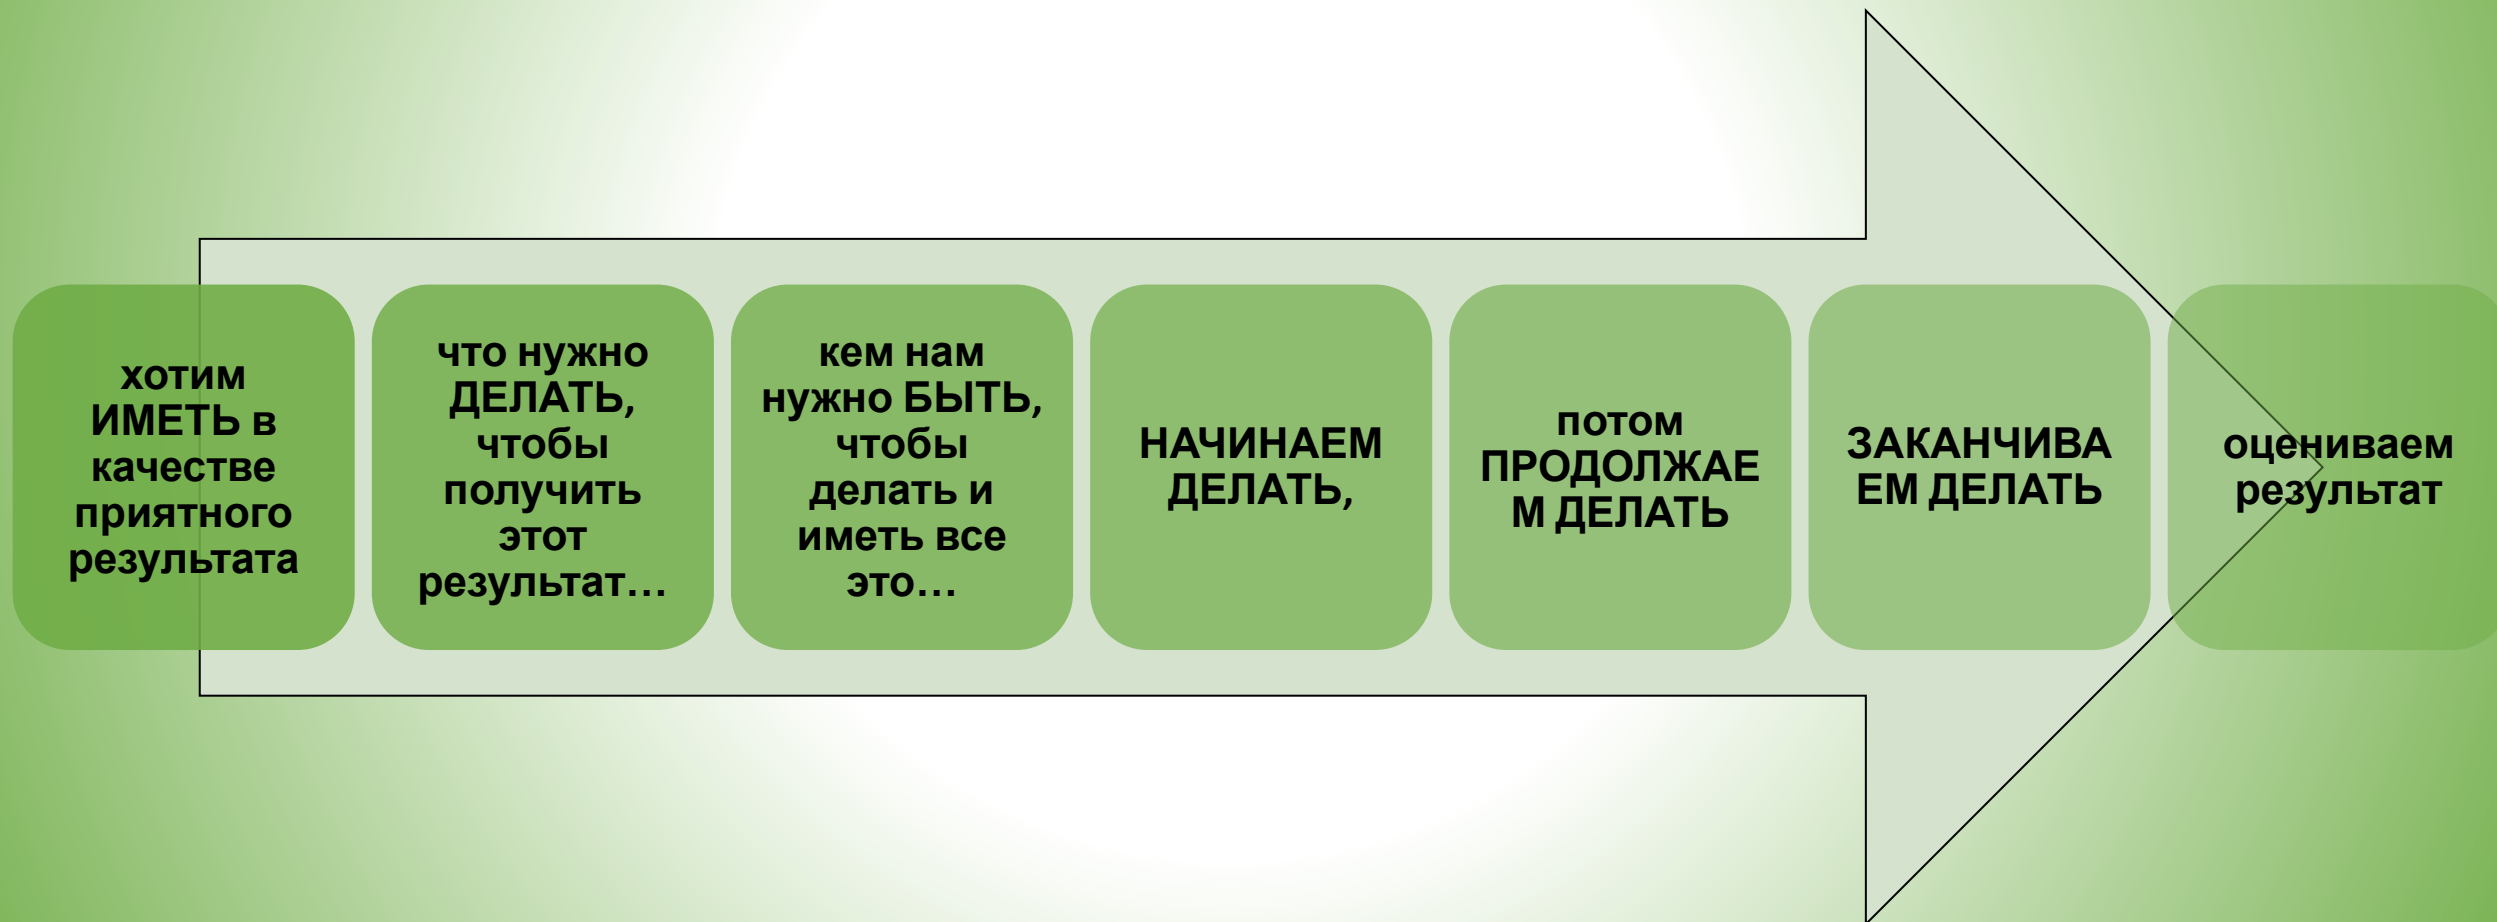 хотим
ИМЕТЬ в
качестве
приятного
результата
что нужно
ДЕЛАТЬ,
чтобы
получить
этот
результат…
кем нам
нужно БЫТЬ,
чтобы
делать и
иметь все
это…
НАЧИНАЕМ
ДЕЛАТЬ,
потом
ПРОДОЛЖАЕ
М ДЕЛАТЬ
ЗАКАНЧИВА
ЕМ ДЕЛАТЬ
оцениваем
результат